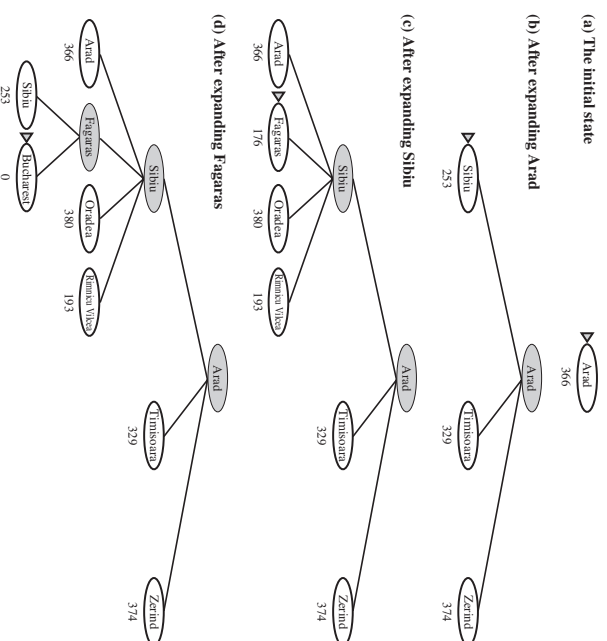 (a) The initial state
Arad
366
(b) After expanding Arad
Arad
Sibiu
Timisoara
Zerind
253
329
374
(c) After expanding Sibiu
Arad
Sibiu
Timisoara
Zerind
329
374
Arad
Fagaras
Oradea
Rimnicu Vilcea
366
176
380
193
(d) After expanding Fagaras
Arad
Sibiu
Timisoara
Zerind
329
374
Arad
Fagaras
Oradea
Rimnicu Vilcea
366
380
193
Sibiu
Bucharest
253
0